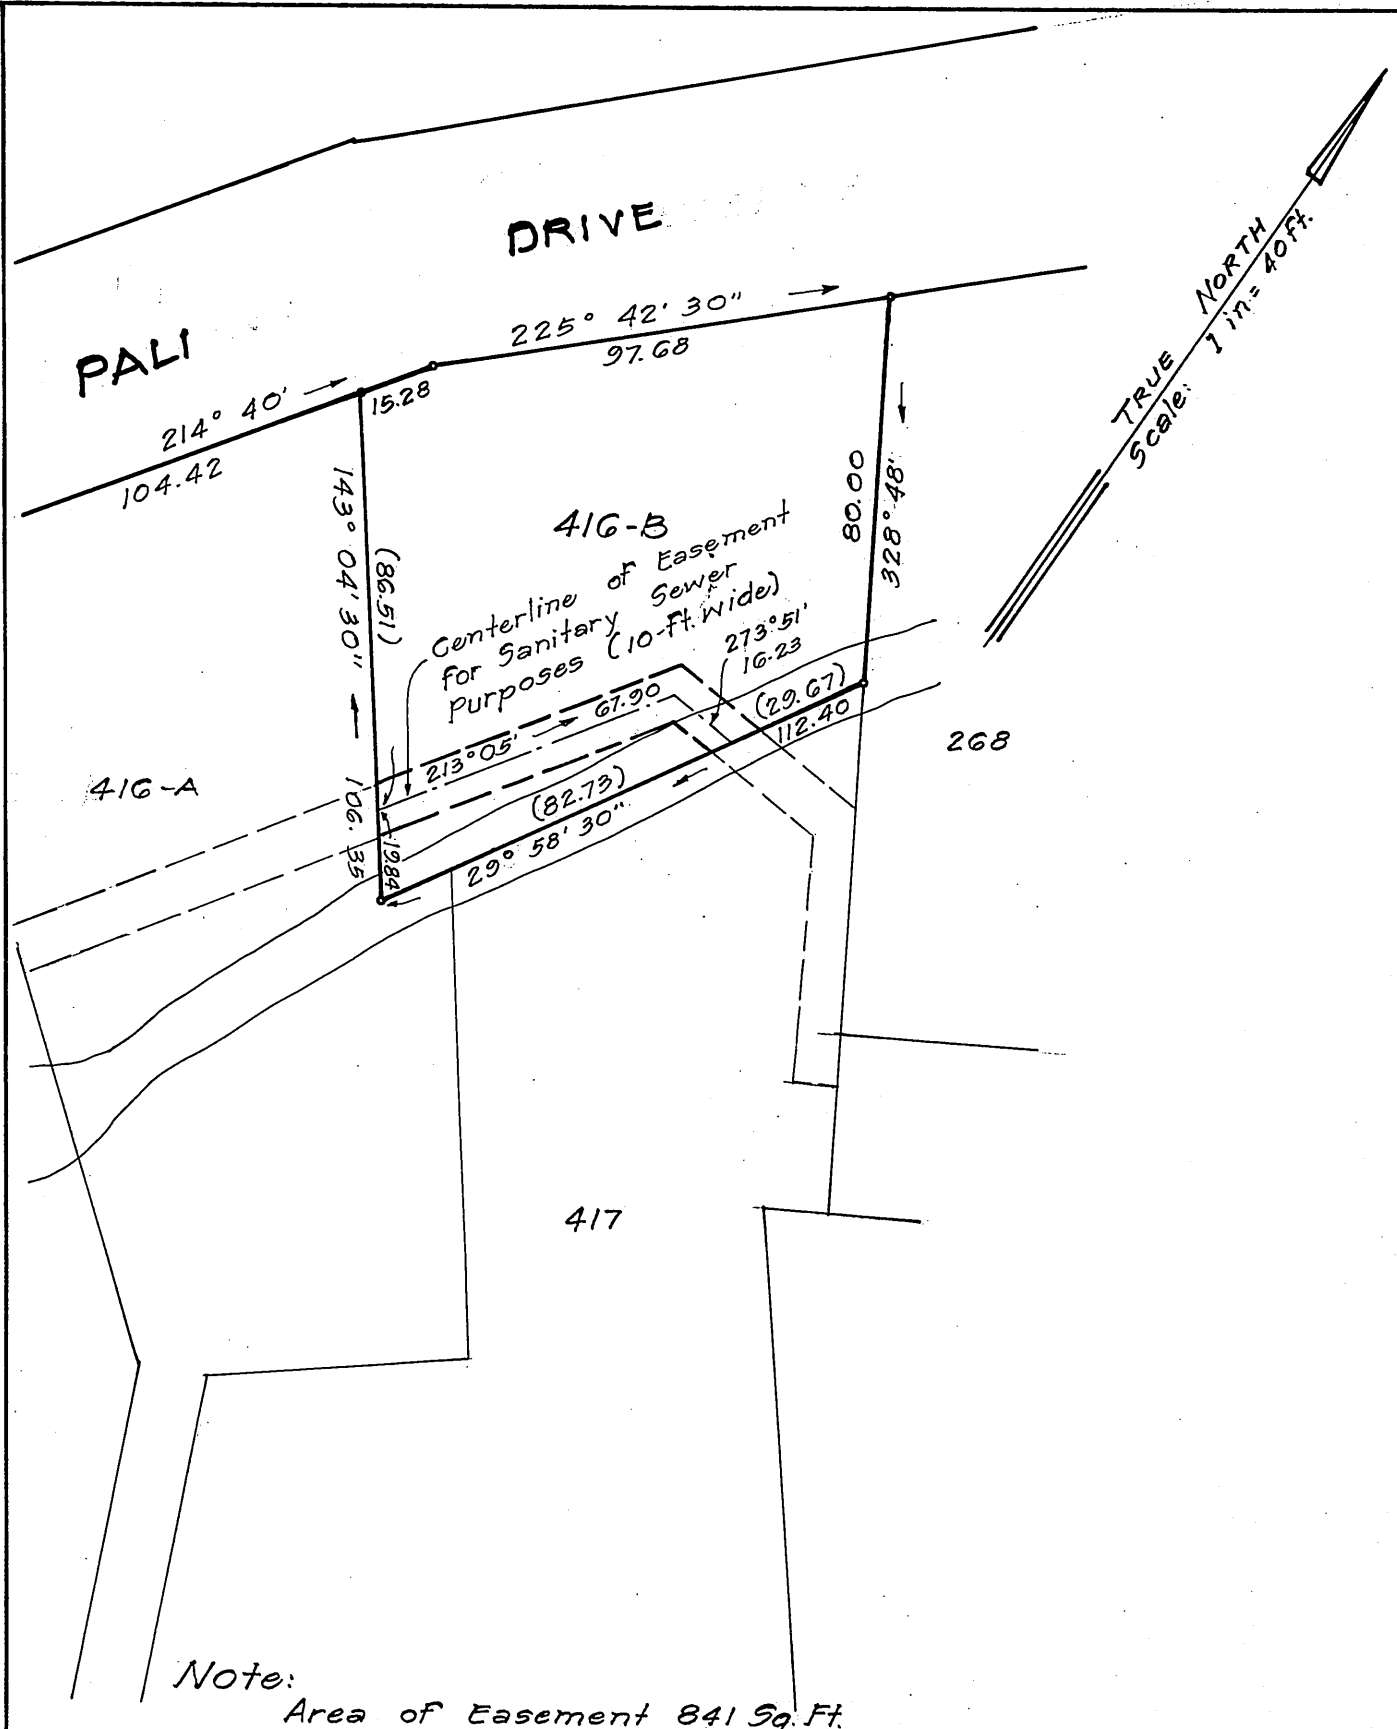 DRIVE
PALI
TRUE NORTH
Scale: 1 in = 40 ft.
225° 42' 30"
97.68
214° 40'
104.42
15.28
143° 04' 30"
(86.51)
106.35
80.00
328° 48'
416-B
Centerline of Easement
for Sanitary Sewer
Purposes (10-ft. wide)
273° 51'
16.23
67.90
213° 05'
(29.67)
112.40
268
416-A
(82.73)
29° 58' 30"
19.84
417
Note:
Area of Easement 841 Sq. Ft.